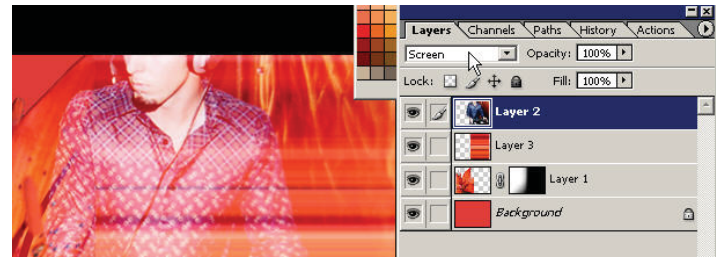 Layers Channels Paths History Actions
Screen Opacity: 100%
Lock: Fill: 100%
Layer 2
Layer 3
Layer 1
Background